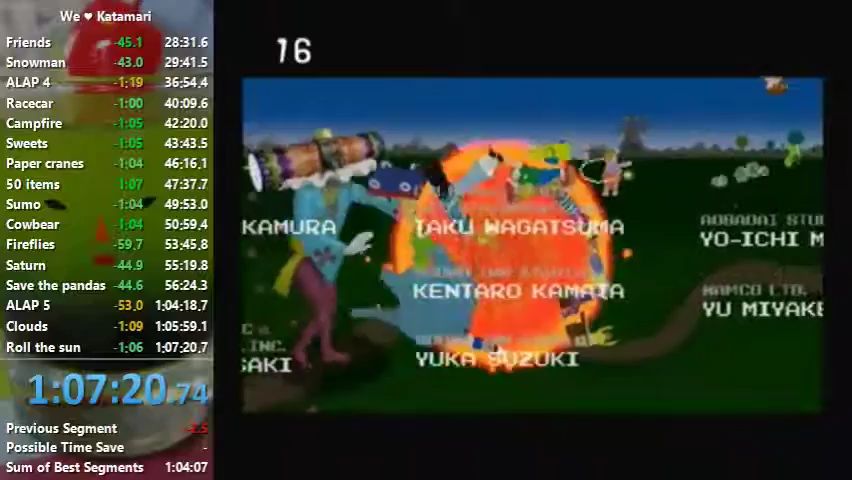 We ♥ Katamari
Friends -45.1 28:31.6
Snowman -43.0 29:41.5
ALAP 4 -1:19 36:54.4
Racecar -1:00 40:09.6
Campfire -1:05 42:20.0
Sweets -1:05 43:43.5
Paper cranes -1:04 46:16.1
50 items 1:07 47:37.7
Sumo -1:04 49:53.0
Cowbear -1:04 50:59.4
Fireflies -59.7 53:45.8
Saturn -44.9 55:19.8
Save the pandas -44.6 56:24.3
ALAP 5 -53.0 1:04:18.7
Clouds -1:09 1:05:59.1
Roll the sun -1:06 1:07:20.7
1:07:20.74
Previous Segment -2.5
Possible Time Save -
Sum of Best Segments 1:04:07
16
KAMURA
TAKU WAGATSUMA
AOBADAI STU
YO-ICHI M
KENTARO KAMATA
NAMCO LTD.
YU MIYAKE
INC.
SAKI
YUKA SUZUKI